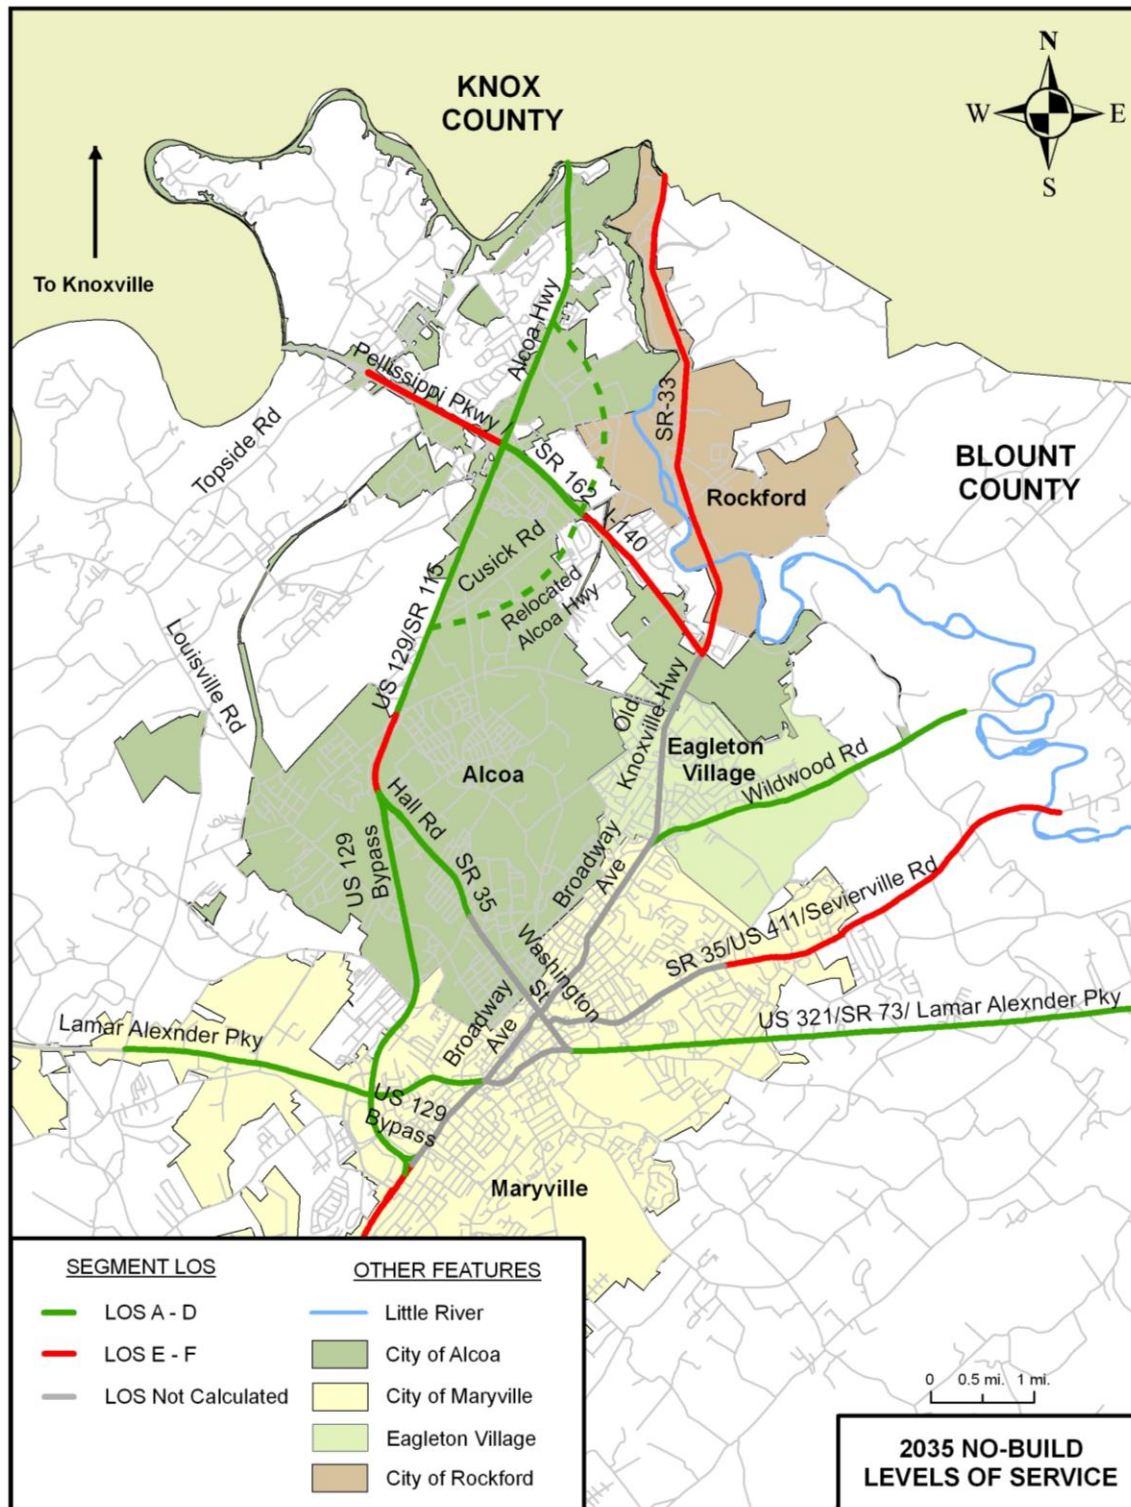 KNOX
COUNTY
N
W
E
S
To Knoxville
Alcoa Hwy
Pellissippi Pkwy
SR-33
Topside Rd
SR 162 / I-140
BLOUNT
COUNTY
Rockford
Cusick Rd
Relocated
Alcoa Hwy
US 129/SR 115
Louisville Rd
Old
Knoxville Hwy
Eagleton
Village
Alcoa
Wildwood Rd
Hall Rd
US 129
Bypass
SR 35
Broadway
Ave
SR 35/US 411/Sevierville Rd
Washington
St
Broadway
Ave
US 321/SR 73/ Lamar Alexnder Pky
Lamar Alexnder Pky
US 129
Bypass
Maryville
SEGMENT LOS
LOS A - D
LOS E - F
LOS Not Calculated
OTHER FEATURES
Little River
City of Alcoa
City of Maryville
Eagleton Village
City of Rockford
0 0.5 mi. 1 mi.
2035 NO-BUILD
LEVELS OF SERVICE